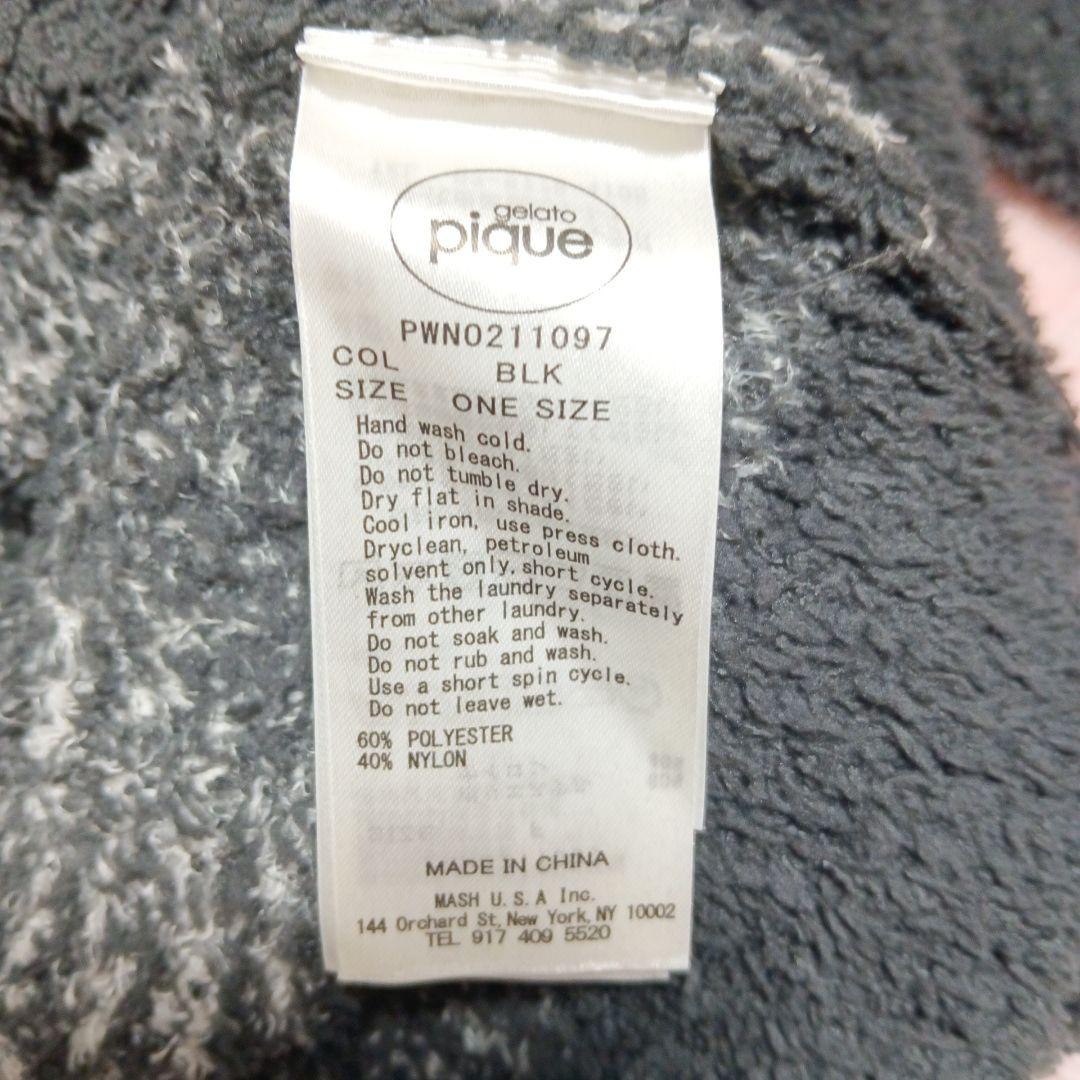 gelato
pique
PWNO211097
COL BLK
SIZE ONE SIZE
Hand wash cold.
Do not bleach.
Do not tumble dry.
Dry flat in shade.
Cool iron, use press cloth.
Dryclean, petroleum
solvent only, short cycle.
Wash the laundry separately
from other laundry.
Do not soak and wash.
Do not rub and wash.
Use a short spin cycle.
Do not leave wet.
60% POLYESTER
40% NYLON
MADE IN CHINA
MASH U.S.A Inc.
144 Orchard St, New York, NY 10002
TEL 917 409 5520